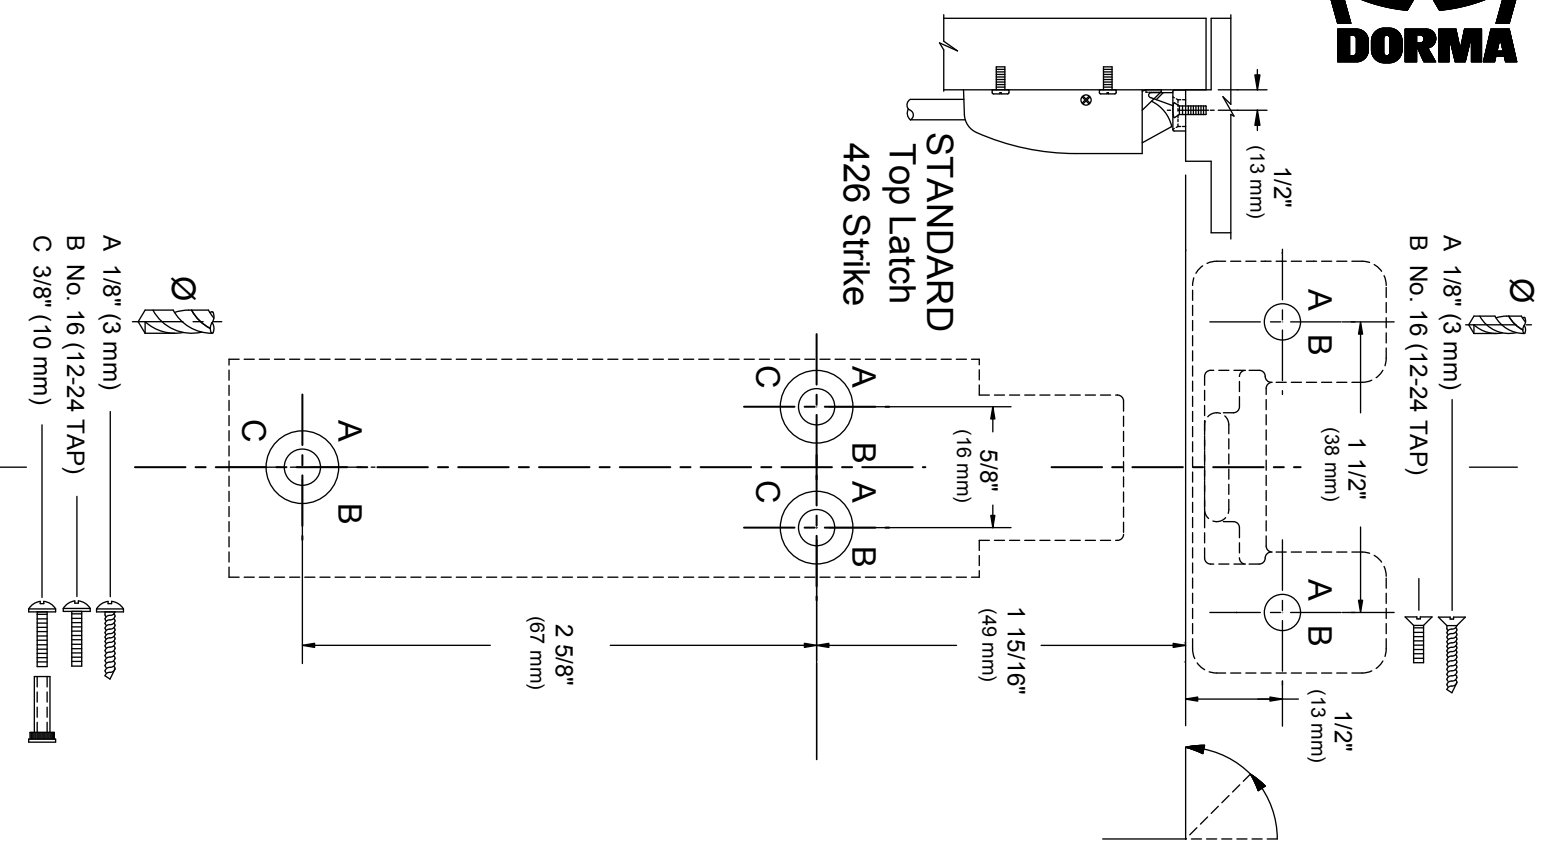 DORMA
Ø
A 1/8" (3 mm)
B No. 16 (12-24 TAP)
1/2"
(13 mm)
STANDARD
Top Latch
426 Strike
A
B
1 1/2"
(38 mm)
A
B
1/2"
(13 mm)
A
B
C
5/8"
(16 mm)
A
B
C
1 15/16"
(49 mm)
2 5/8"
(67 mm)
A
B
C
Ø
A 1/8" (3 mm)
B No. 16 (12-24 TAP)
C 3/8" (10 mm)